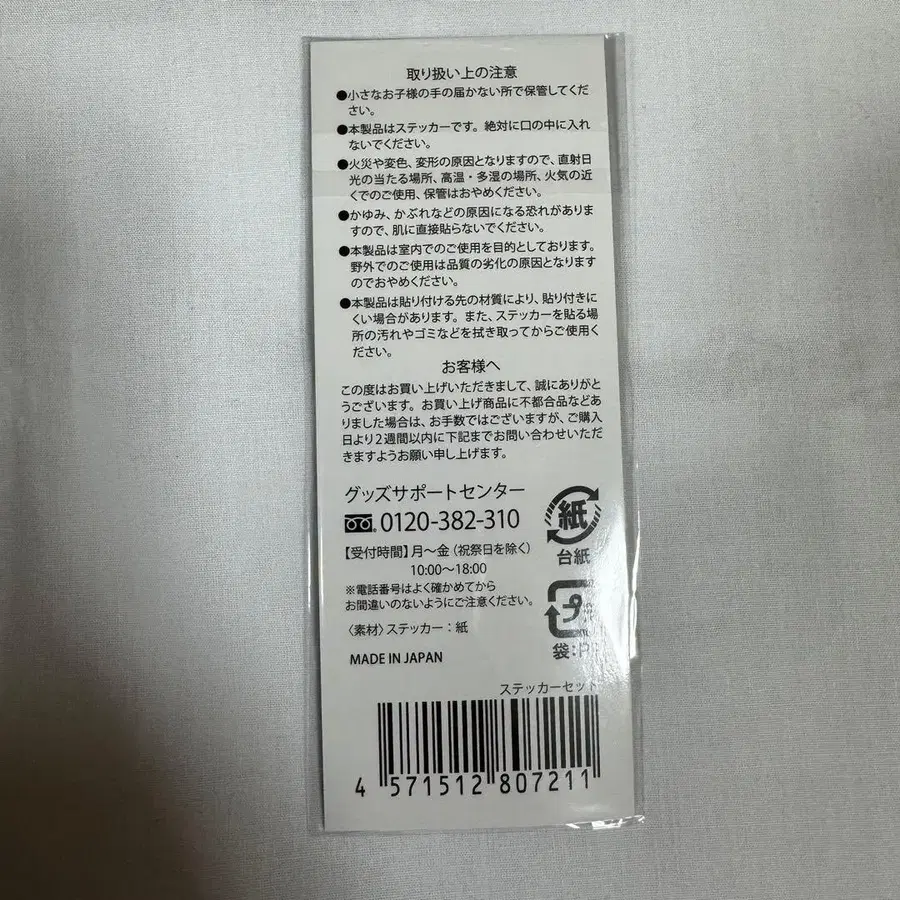 取り扱い上の注意
●小さなお子様の手の届かない所で保管してくだ
さい。
●本製品はステッカーです。絶対に口の中に入れ
ないでください。
●火災や変色、変形の原因となりますので、直射日
光の当たる場所、高温・多湿の場所、火気の近
くでのご使用、保管はおやめください。
●かゆみ、かぶれなどの原因になる恐れがありま
すので、肌に直接貼らないでください。
●本製品は室内でのご使用を目的としております。
野外でのご使用は品質の劣化の原因となります
のでおやめください。
●本製品は貼り付ける先の材質により、貼り付きに
くい場合があります。また、ステッカーを貼る場
所の汚れやゴミなどを拭き取ってからご使用く
ださい。
お客様へ
この度はお買い上げいただきまして、誠にありがと
うございます。お買い上げ商品に不都合品などあ
りました場合は、お手数ではございますが、ご購入
日より2週間以内に下記までお問い合わせいただ
きますようお願い申し上げます。
グッズサポートセンター
0120-382-310
【受付時間】月〜金（祝祭日を除く）
10:00〜18:00
※電話番号はよく確かめてから
お間違いのないようにご注意ください。
〈素材〉ステッカー：紙
MADE IN JAPAN
紙
台紙
プラ
袋：P
ステッカーセット
4 571512 807211